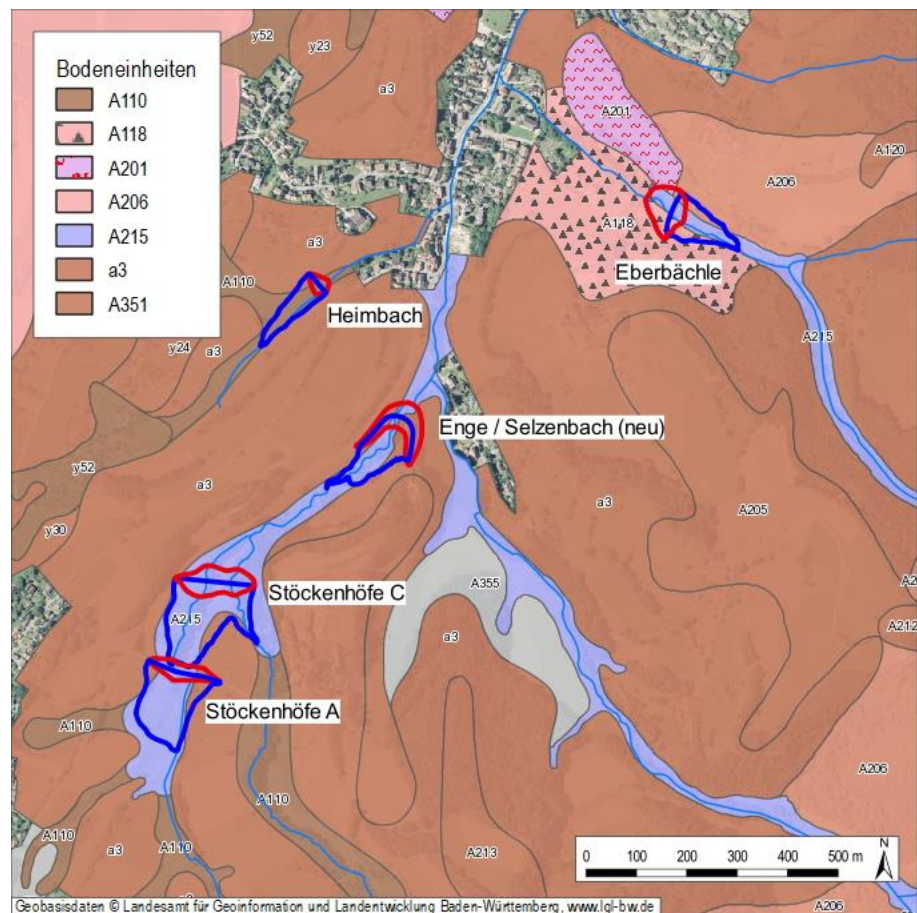 Bodeneinheiten
A110
A118
A201
A206
A215
a3
A351
y52
y23
a3
A201
A120
A206
a3
A118
A110
Eberbächle
Heimbach
y24
a3
A215
Enge / Selzenbach (neu)
y52
a3
a3
y30
A205
A355
Stöckenhöfe C
A215
a3
A212
Stöckenhöfe A
A110
A206
A110
A110
a3
A110
A213
A206
N
0 100 200 300 400 500 m
Geobasisdaten © Landesamt für Geoinformation und Landentwicklung Baden-Württemberg, www.lgl-bw.de